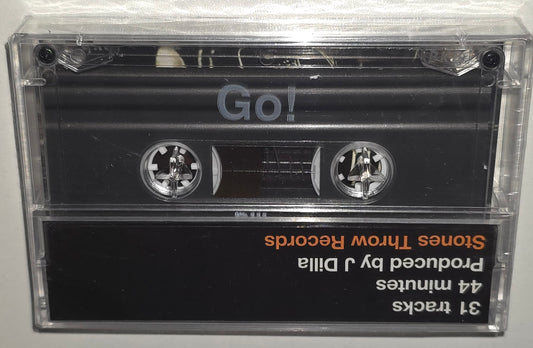 Go!
31 tracks
44 minutes
Produced by J Dilla
Stones Throw Records